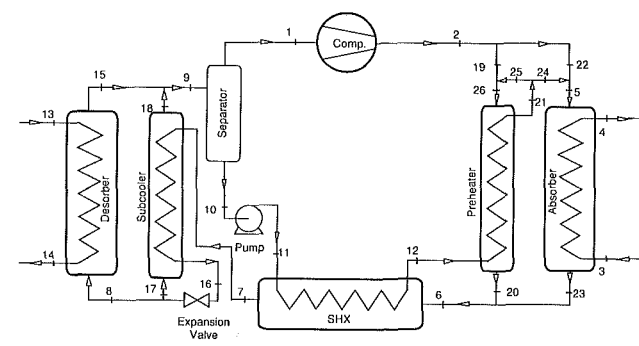 1
Comp.
2
15
9
19
25
24
22
18
26
21
5
13
4
Separator
Desorber
Subcooler
Preheater
Absorber
10
Pump
11
12
14
16
3
8
17
7
6
20
23
SHX
Expansion
Valve